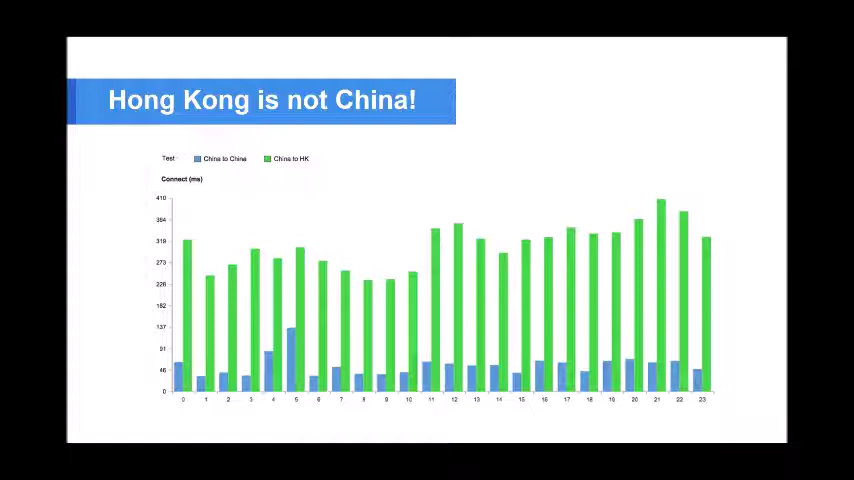 Hong Kong is not China!
Test - China to China China to HK
Connect (ms)
410
364
319
273
228
182
137
91
46
0
0 1 2 3 4 5 6 7 8 9 10 11 12 13 14 15 16 17 18 19 20 21 22 23